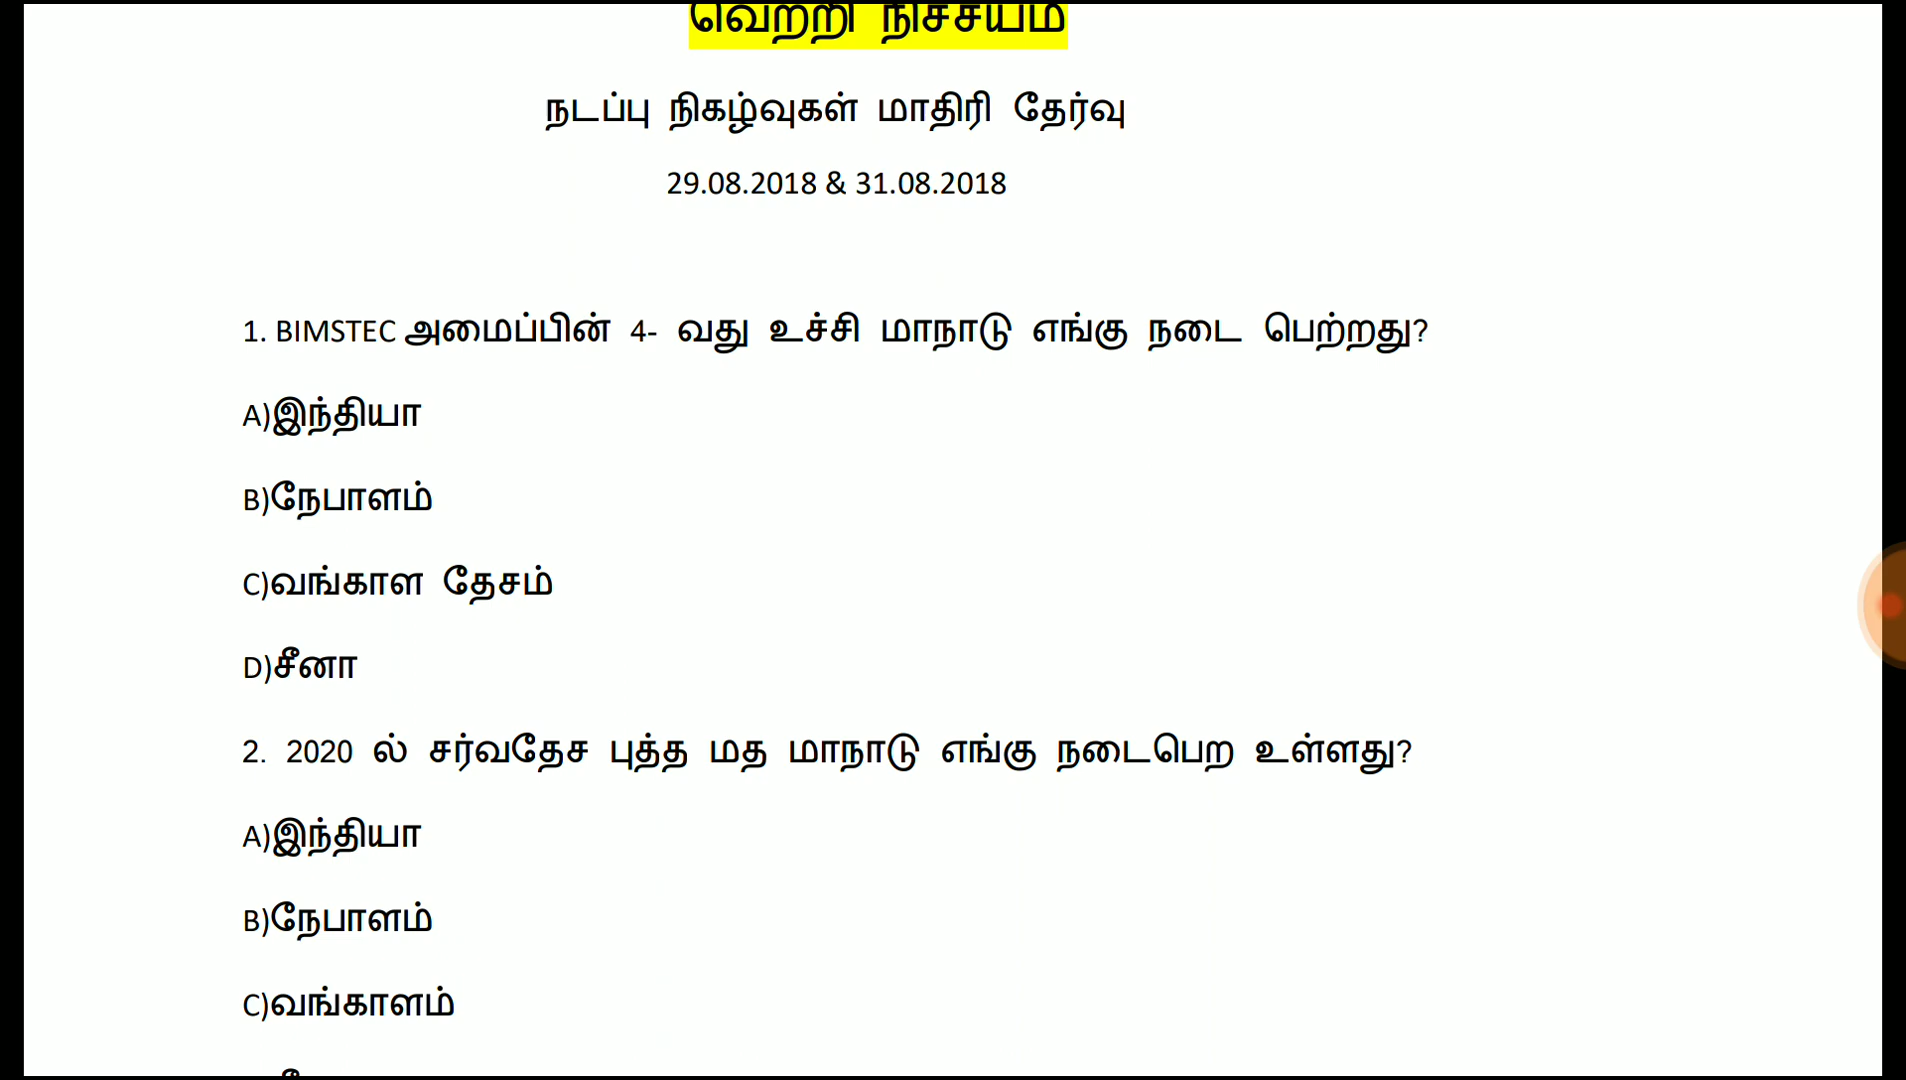 வெற்றி நிச்சயம்
நடப்பு நிகழ்வுகள் மாதிரி தேர்வு
29.08.2018 & 31.08.2018
1. BIMSTEC அமைப்பின் 4- வது உச்சி மாநாடு எங்கு நடை பெற்றது?
A)இந்தியா
B)நேபாளம்
C)வங்காள தேசம்
D)சீனா
2. 2020 ல் சர்வதேச புத்த மத மாநாடு எங்கு நடைபெற உள்ளது?
A)இந்தியா
B)நேபாளம்
C)வங்காளம்